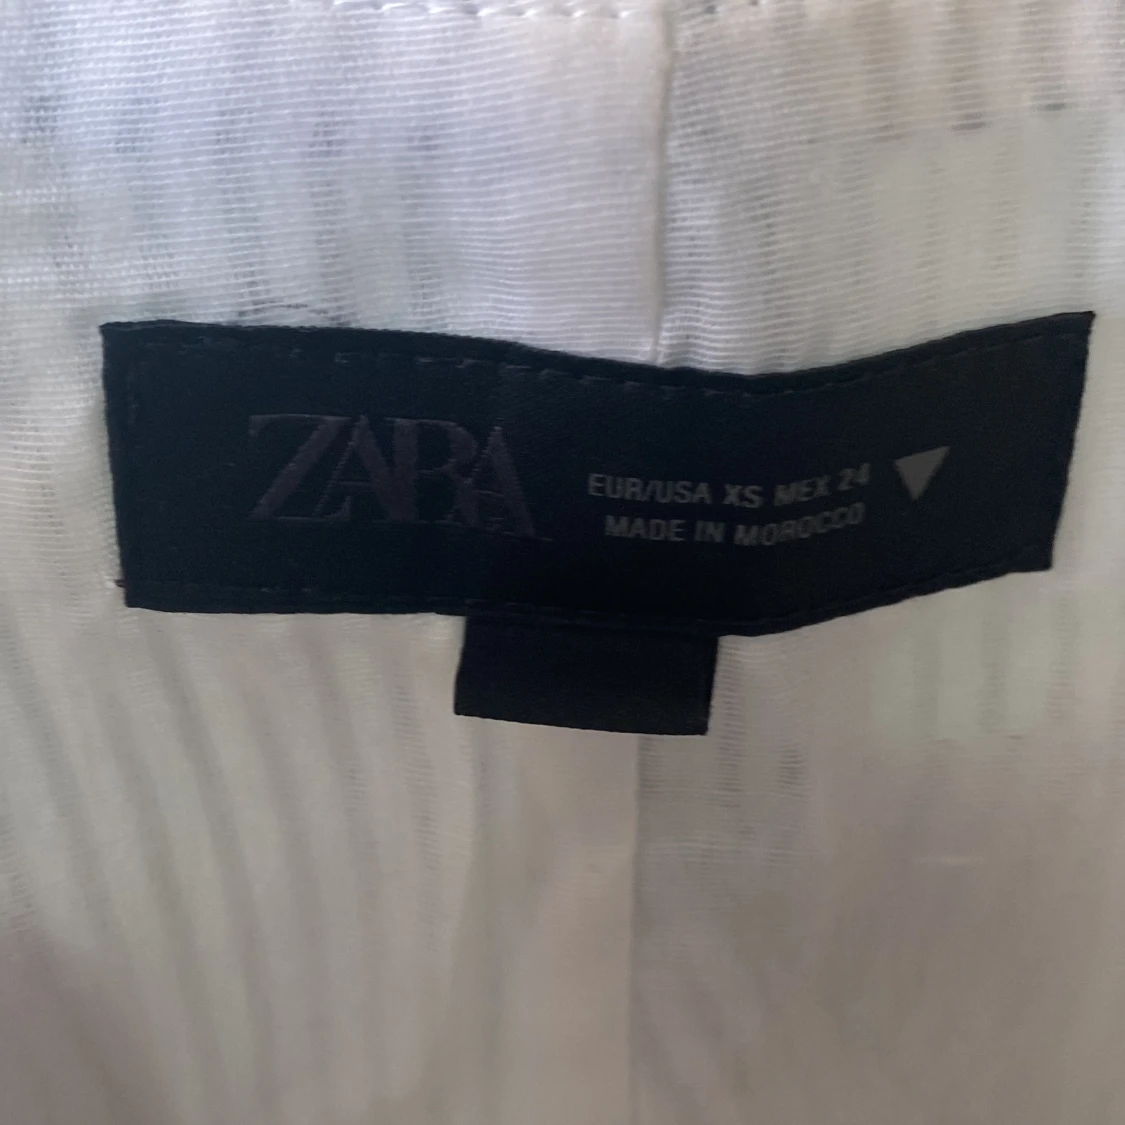 ZARA
EUR/USA XS MEX 24
MADE IN MOROCCO